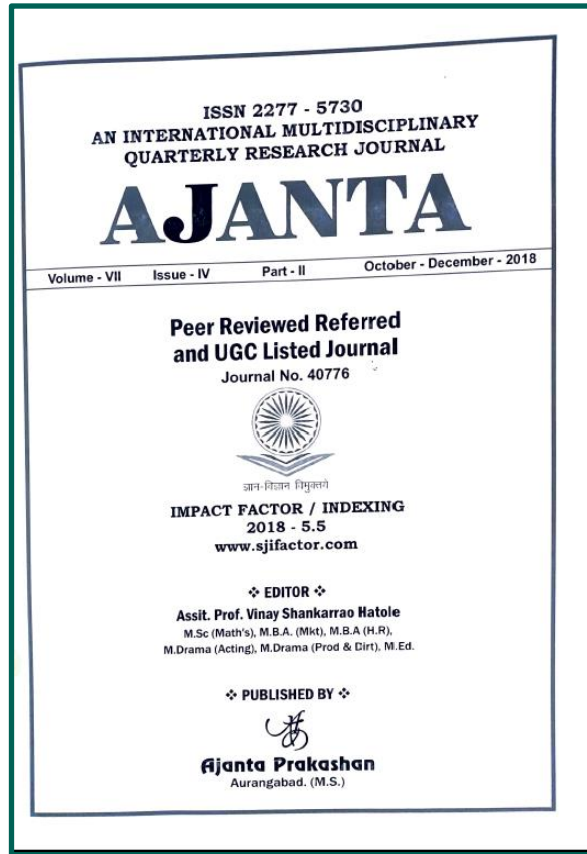 ISSN 2277 - 5730
AN INTERNATIONAL MULTIDISCIPLINARY
QUARTERLY RESEARCH JOURNAL
AJANTA
Volume - VII Issue - IV Part - II October - December - 2018
Peer Reviewed Referred
and UGC Listed Journal
Journal No. 40776
ज्ञान-विज्ञान विमुक्तये
IMPACT FACTOR / INDEXING
2018 - 5.5
www.sjifactor.com
❖ EDITOR ❖
Assit. Prof. Vinay Shankarrao Hatole
M.Sc (Math's), M.B.A. (Mkt), M.B.A (H.R),
M.Drama (Acting), M.Drama (Prod & Dirt), M.Ed.
❖ PUBLISHED BY ❖
Ajanta Prakashan
Aurangabad. (M.S.)